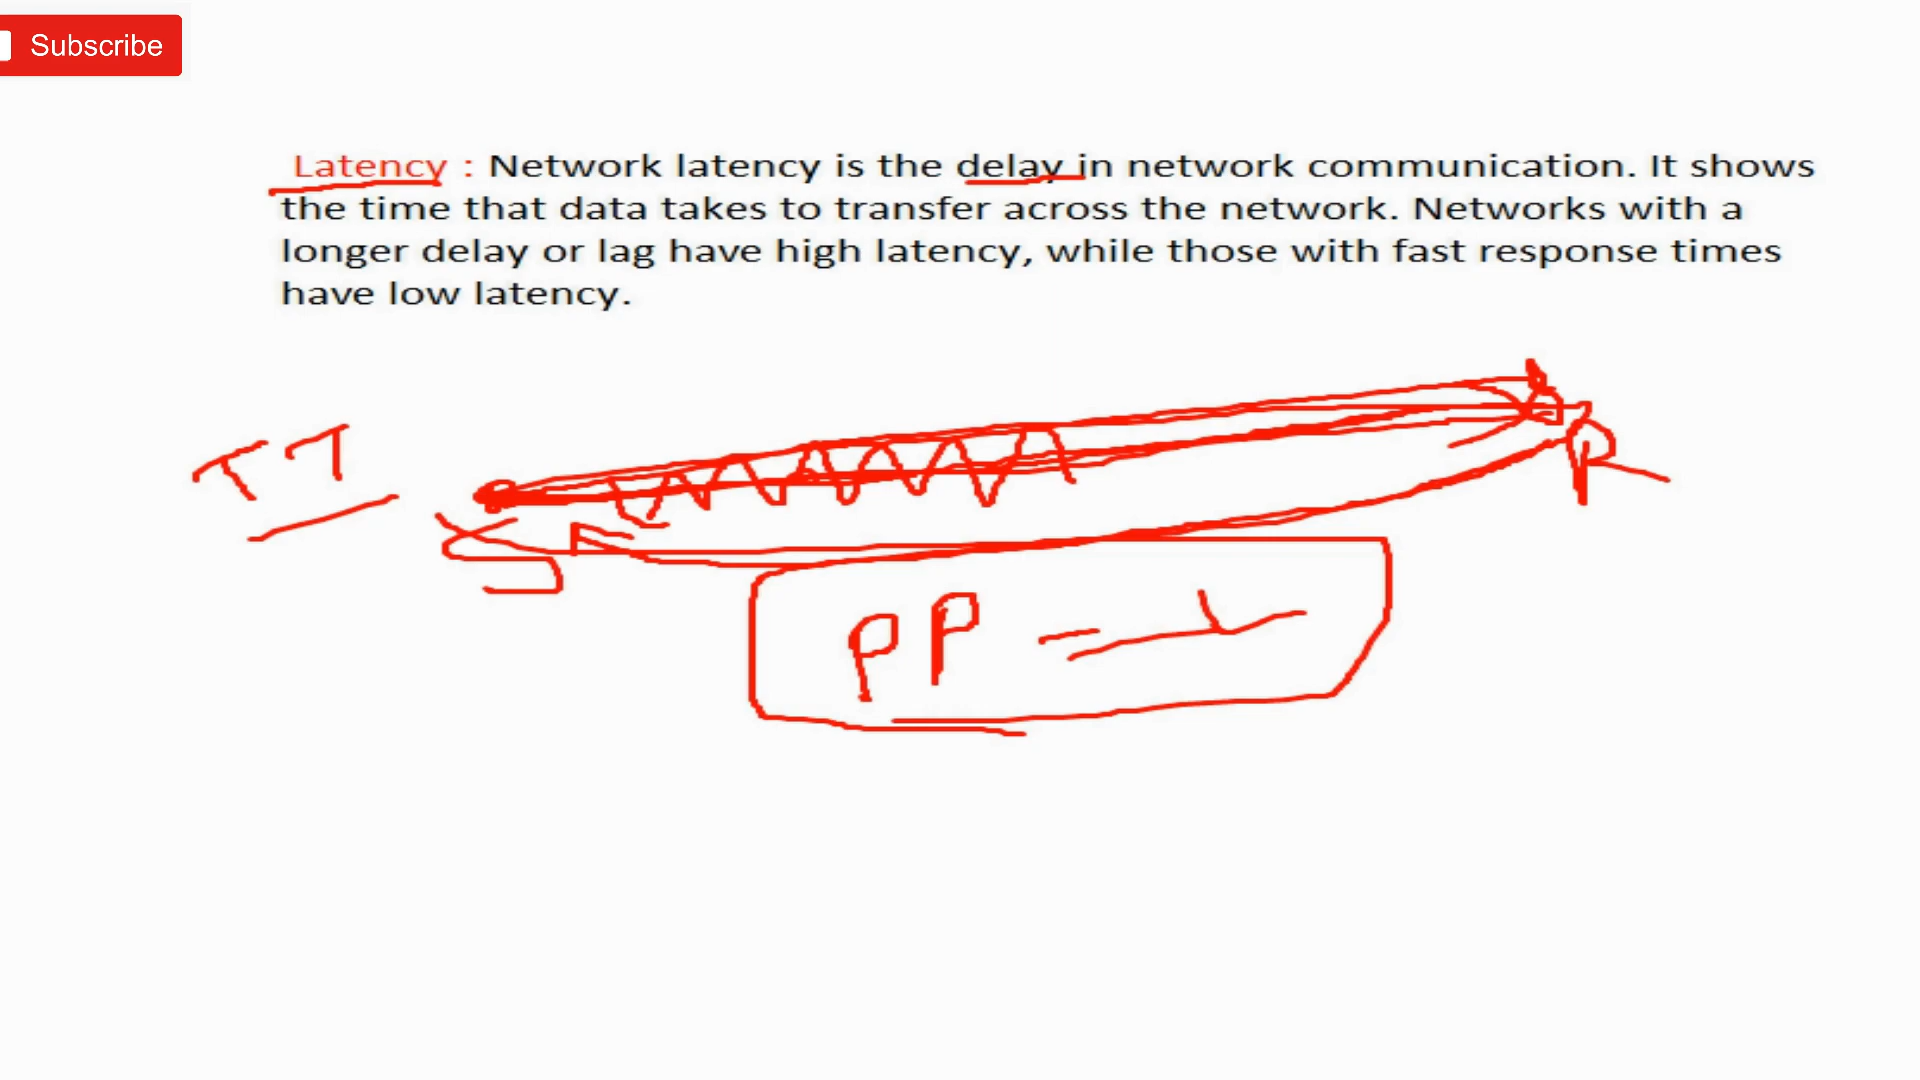 Subscribe
Latency : Network latency is the delay in network communication. It shows
the time that data takes to transfer across the network. Networks with a
longer delay or lag have high latency, while those with fast response times
have low latency.
TT
S
R
PP =